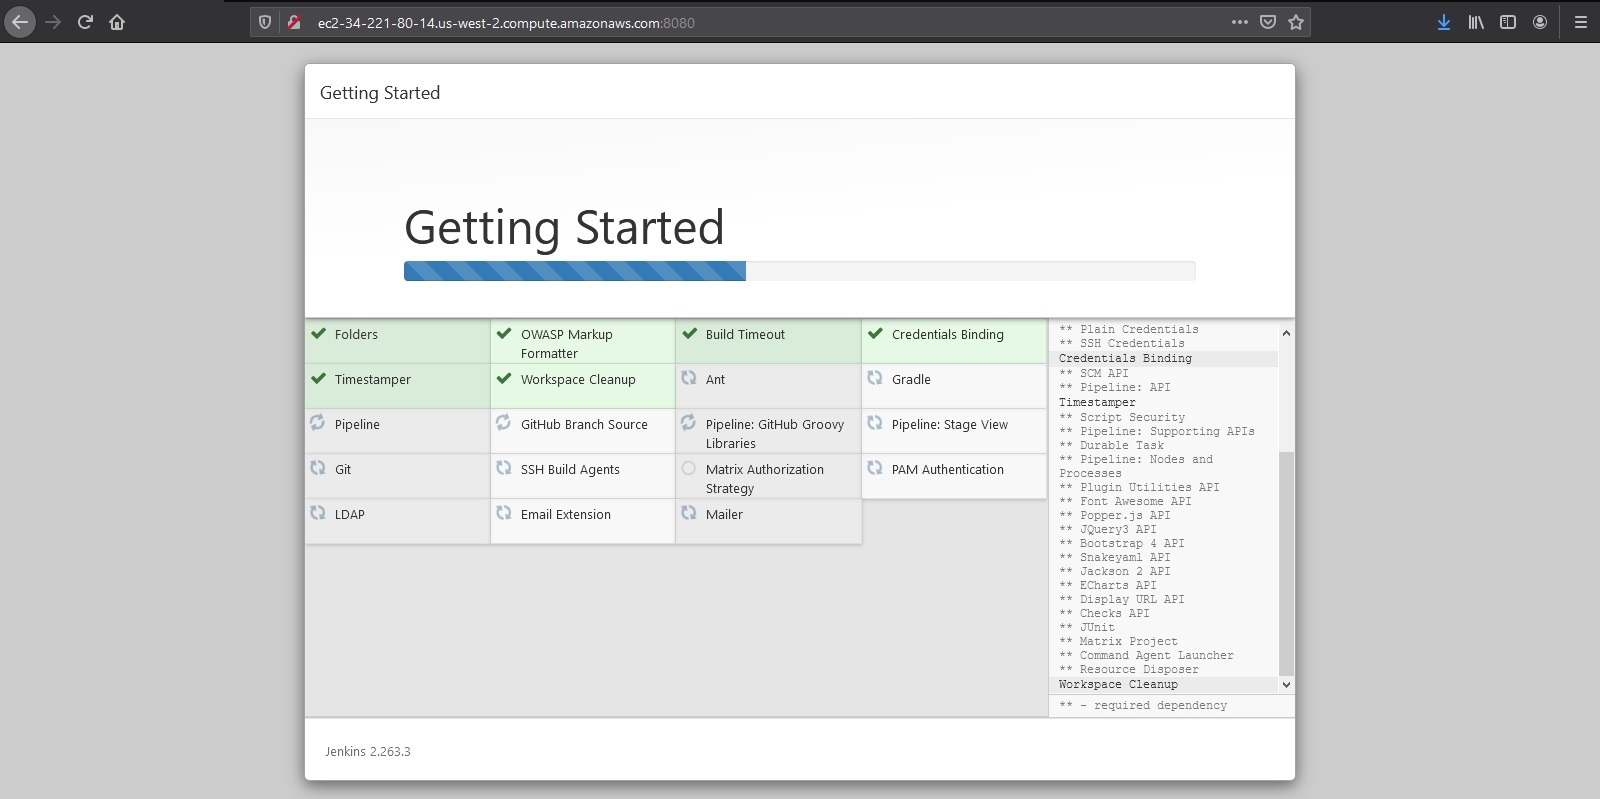 ec2-34-221-80-14.us-west-2.compute.amazonaws.com:8080
Getting Started
Getting Started
Folders
OWASP Markup
Formatter
Build Timeout
Credentials Binding
Timestamper
Workspace Cleanup
Ant
Gradle
Pipeline
GitHub Branch Source
Pipeline: GitHub Groovy
Libraries
Pipeline: Stage View
Git
SSH Build Agents
Matrix Authorization
Strategy
PAM Authentication
LDAP
Email Extension
Mailer
** Plain Credentials
** SSH Credentials
Credentials Binding
** SCM API
** Pipeline: API
Timestamper
** Script Security
** Pipeline: Supporting APIs
** Durable Task
** Pipeline: Nodes and
Processes
** Plugin Utilities API
** Font Awesome API
** Popper.js API
** JQuery3 API
** Bootstrap 4 API
** Snakeyaml API
** Jackson 2 API
** ECharts API
** Display URL API
** Checks API
** JUnit
** Matrix Project
** Command Agent Launcher
** Resource Disposer
Workspace Cleanup
** - required dependency
Jenkins 2.263.3